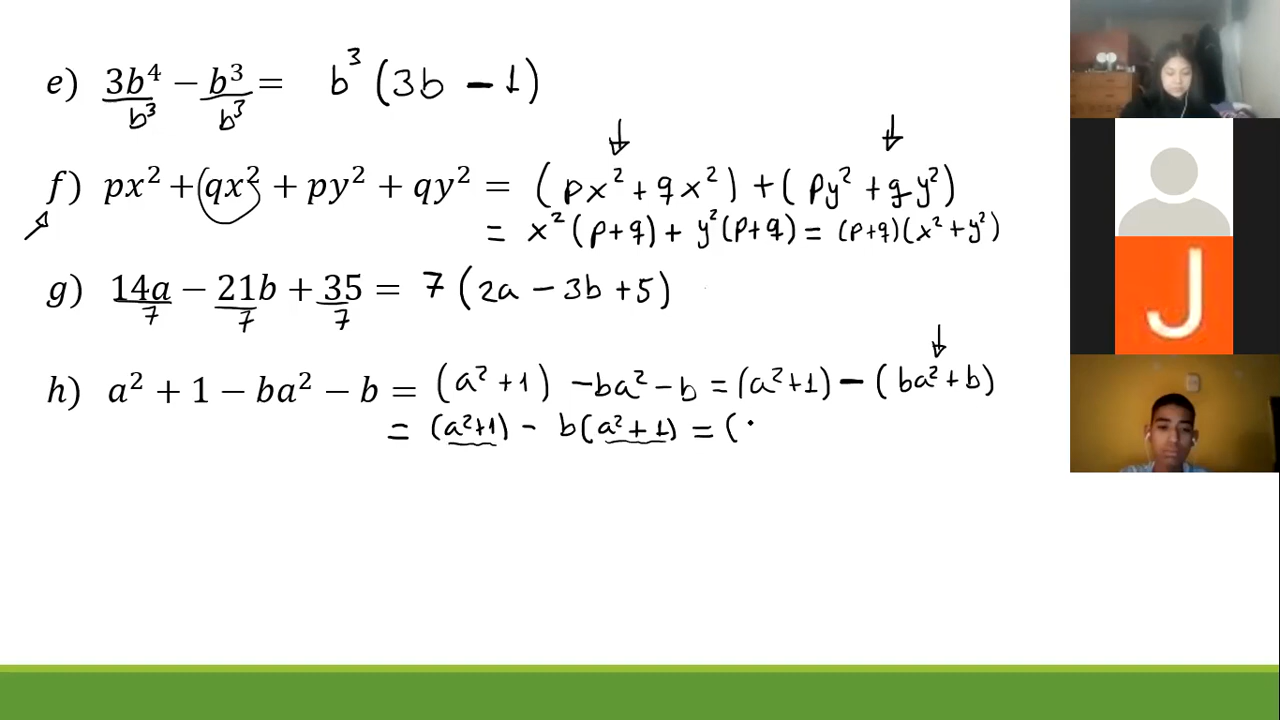 e) 3b⁴ − b³ = b³ (3b − 1)
b³ b³
f) px² + qx² + py² + qy² = (px² + qx²) + (py² + qy²)
= x² (p+q) + y² (p+q) = (p+q)(x² + y²)
g) 14a − 21b + 35 = 7 (2a − 3b + 5)
7 7 7
h) a² + 1 − ba² − b = (a² + 1) − ba² − b = (a²+1) − (ba² + b)
= (a²+1) − b(a² + 1) = (
J